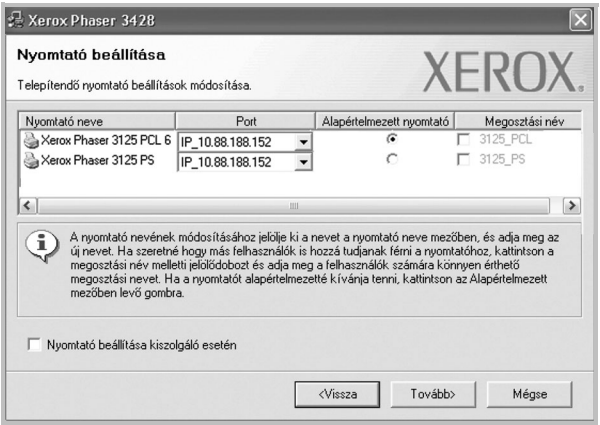 Xerox Phaser 3428
Nyomtató beállítása
Telepítendő nyomtató beállítások módosítása.
XEROX.
Nyomtató neve Port Alapértelmezett nyomtató Megosztási név
Xerox Phaser 3125 PCL 6 IP_10.88.188.152 3125_PCL
Xerox Phaser 3125 PS IP_10.88.188.152 3125_PS
A nyomtató nevének módosításához jelölje ki a nevet a nyomtató neve mezőben, és adja meg az
új nevet. Ha szeretné hogy más felhasználók is hozzá tudjanak férni a nyomtatóhoz, kattintson a
megosztási név melletti jelölődobozt és adja meg a felhasználók számára könnyen érthető
megosztási nevet. Ha a nyomtatót alapértelmezetté kívánja tenni, kattintson az Alapértelmezett
mezőben levő gombra.
Nyomtató beállítása kiszolgáló esetén
<Vissza Tovább> Mégse